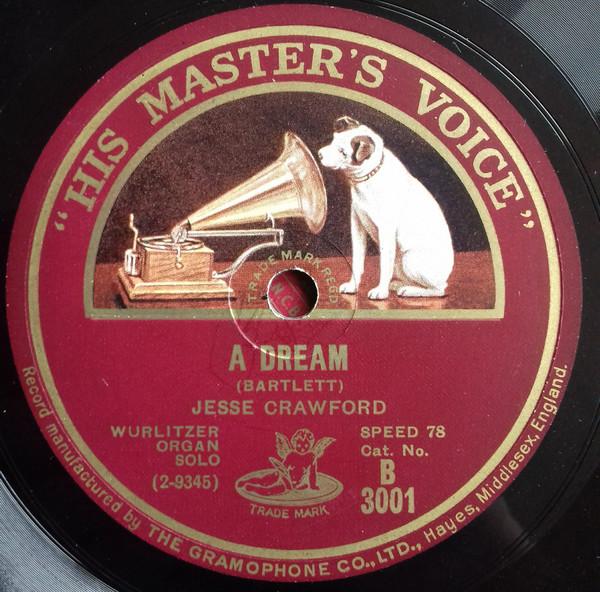 "HIS MASTER'S VOICE"
TRADE MARK REGD
A DREAM
(BARTLETT)
JESSE CRAWFORD
WURLITZER
ORGAN
SOLO
(2-9345)
TRADE MARK
SPEED 78
Cat. No.
B
3001
Record manufactured by THE GRAMOPHONE CO., LTD., Hayes, Middlesex, England.